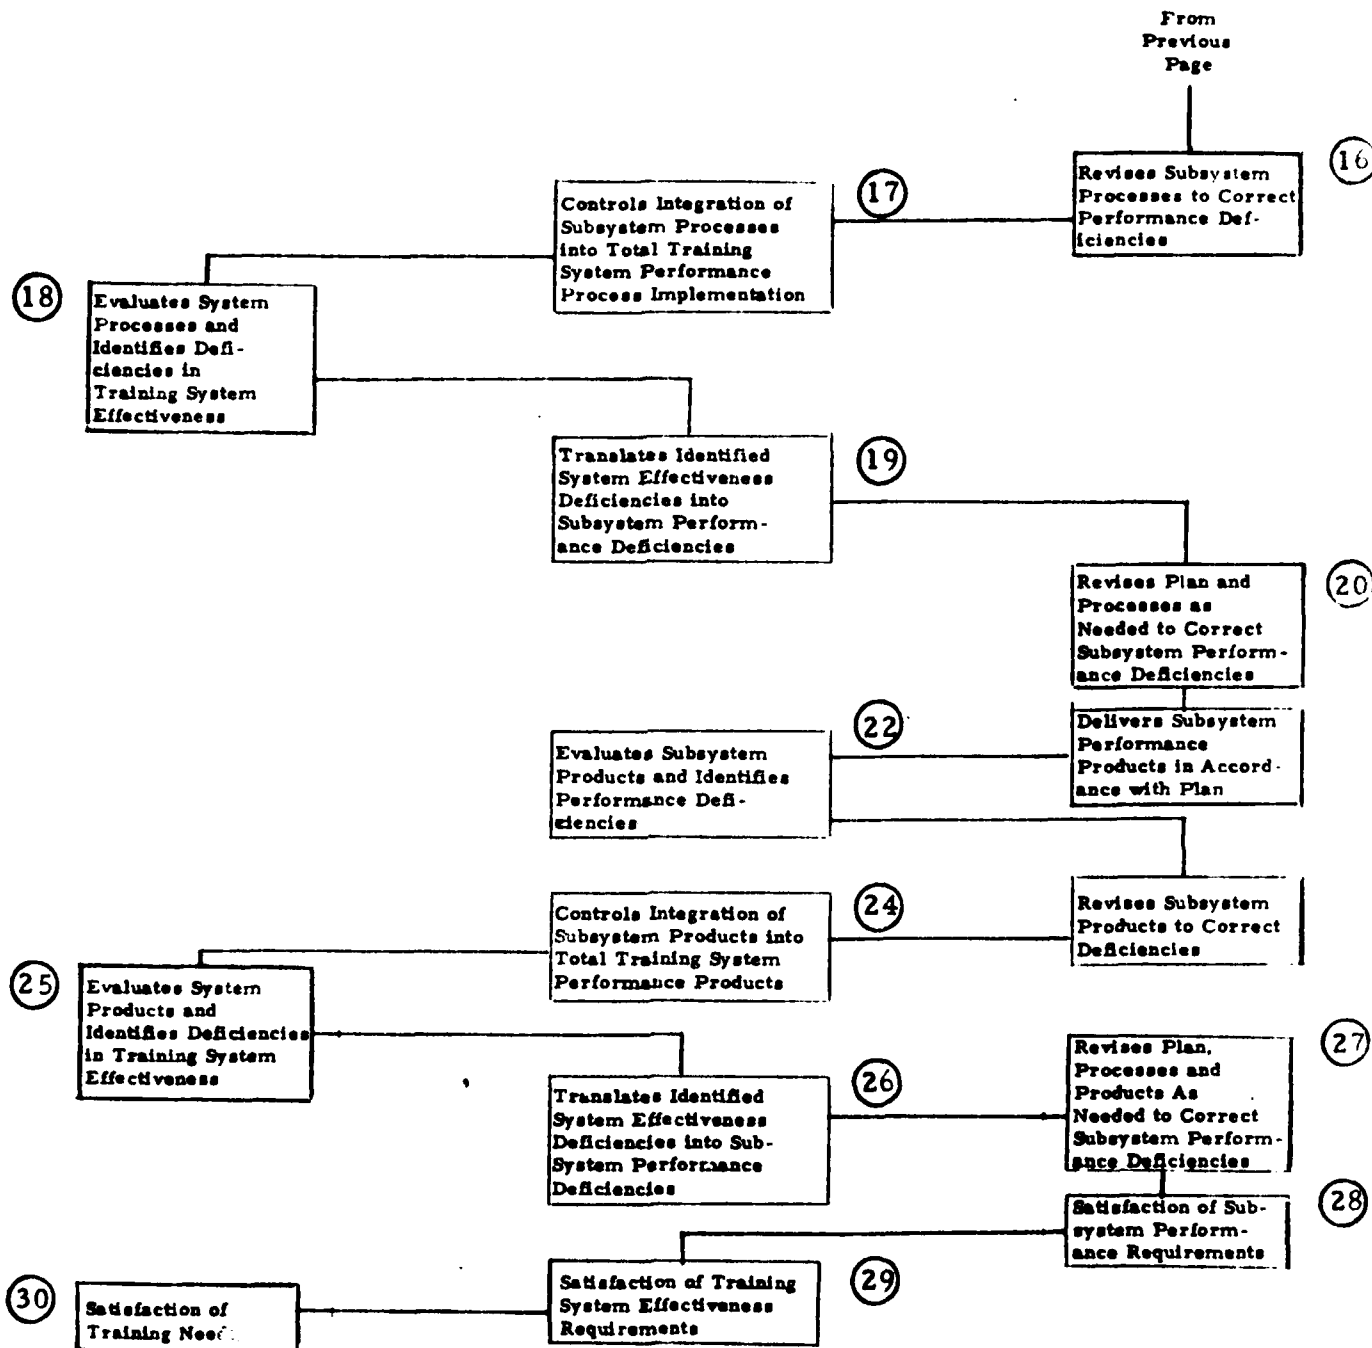 From
Previous
Page
16
Revises Subsystem
Processes to Correct
Performance Def-
iciencies
17
Controls Integration of
Subsystem Processes
into Total Training
System Performance
Process Implementation
18
Evaluates System
Processes and
Identifies Defi-
ciencies in
Training System
Effectiveness
19
Translates Identified
System Effectiveness
Deficiencies into
Subsystem Perform-
ance Deficiencies
20
Revises Plan and
Processes as
Needed to Correct
Subsystem Perform-
ance Deficiencies
Delivers Subsystem
Performance
Products in Accord-
ance with Plan
22
Evaluates Subsystem
Products and Identifies
Performance Defi-
ciencies
Revises Subsystem
Products to Correct
Deficiencies
24
Controls Integration of
Subsystem Products into
Total Training System
Performance Products
25
Evaluates System
Products and
Identifies Deficiencies
in Training System
Effectiveness
26
Translates Identified
System Effectiveness
Deficiencies into Sub-
System Performance
Deficiencies
27
Revises Plan,
Processes and
Products As
Needed to Correct
Subsystem Perform-
ance Deficiencies
28
Satisfaction of Sub-
system Perform-
ance Requirements
29
Satisfaction of Training
System Effectiveness
Requirements
30
Satisfaction of
Training